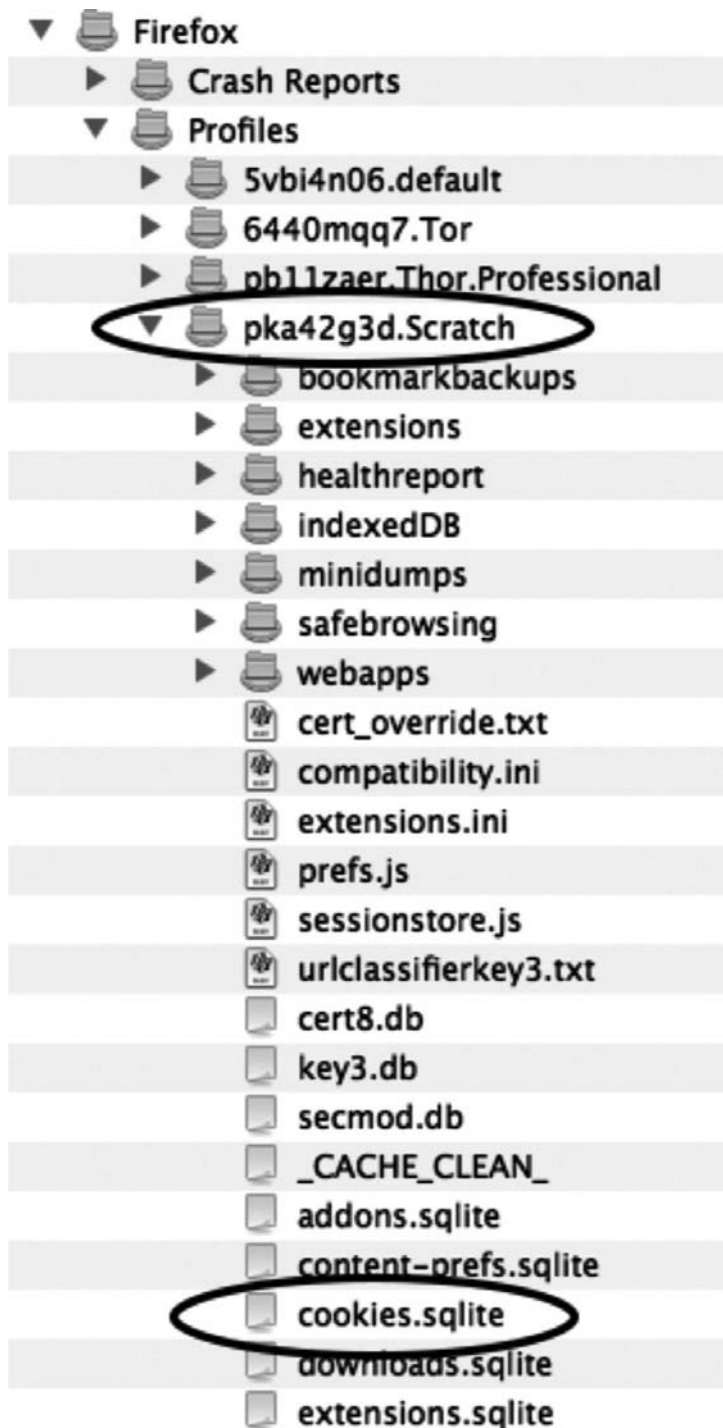 Firefox
Crash Reports
Profiles
5vbi4n06.default
6440mqq7.Tor
pb11zaer.Thor.Professional
pka42g3d.Scratch
bookmarkbackups
extensions
healthreport
indexedDB
minidumps
safebrowsing
webapps
cert_override.txt
compatibility.ini
extensions.ini
prefs.js
sessionstore.js
urlclassifierkey3.txt
cert8.db
key3.db
secmod.db
_CACHE_CLEAN_
addons.sqlite
content-prefs.sqlite
cookies.sqlite
downloads.sqlite
extensions.sqlite